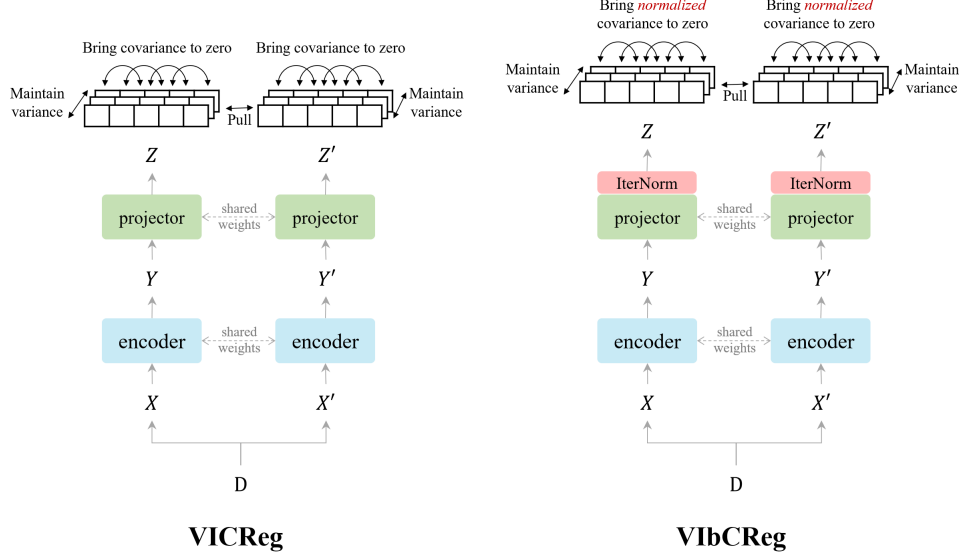 Bring covariance to zero
Bring covariance to zero
Maintain
variance
Pull
Maintain
variance
Z
Z′
projector
shared
weights
projector
Y
Y′
encoder
shared
weights
encoder
X
X′
D
VICReg
Bring normalized
covariance to zero
Bring normalized
covariance to zero
Maintain
variance
Pull
Maintain
variance
Z
Z′
IterNorm
IterNorm
projector
shared
weights
projector
Y
Y′
encoder
shared
weights
encoder
X
X′
D
VIbCReg